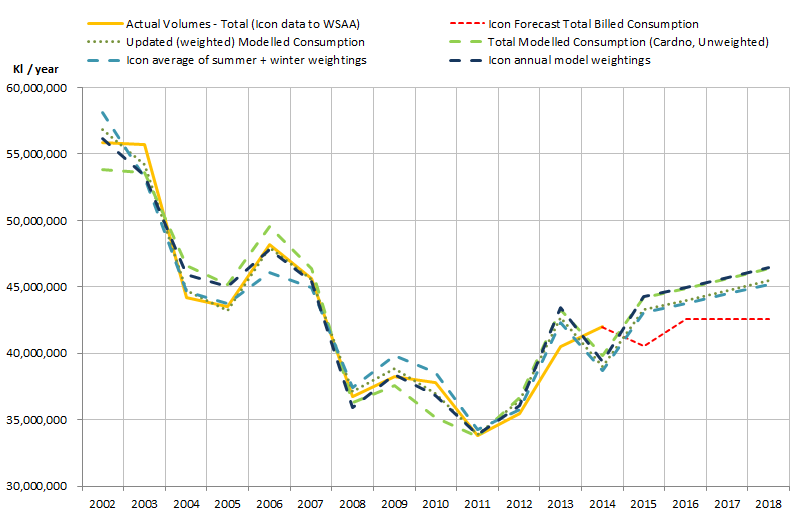 Actual Volumes - Total (Icon data to WSAA)
Icon Forecast Total Billed Consumption
Updated (weighted) Modelled Consumption
Total Modelled Consumption (Cardno, Unweighted)
Icon average of summer + winter weightings
Icon annual model weightings
Kl / year
60,000,000
55,000,000
50,000,000
45,000,000
40,000,000
35,000,000
30,000,000
2002 2003 2004 2005 2006 2007 2008 2009 2010 2011 2012 2013 2014 2015 2016 2017 2018